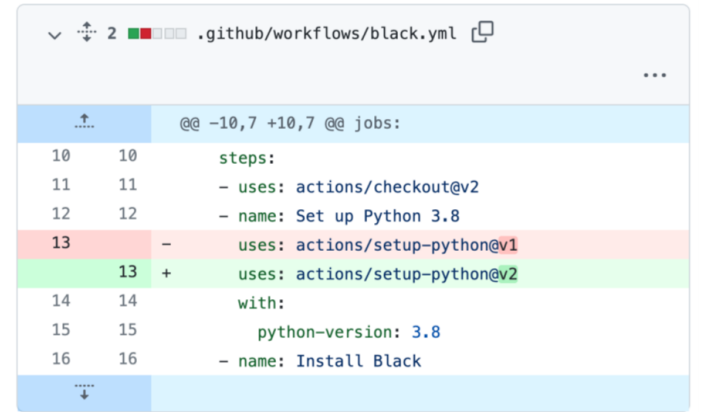 2 .github/workflows/black.yml
...
@@ -10,7 +10,7 @@ jobs:
10 10 steps:
11 11 - uses: actions/checkout@v2
12 12 - name: Set up Python 3.8
13 - uses: actions/setup-python@v1
13 + uses: actions/setup-python@v2
14 14 with:
15 15 python-version: 3.8
16 16 - name: Install Black